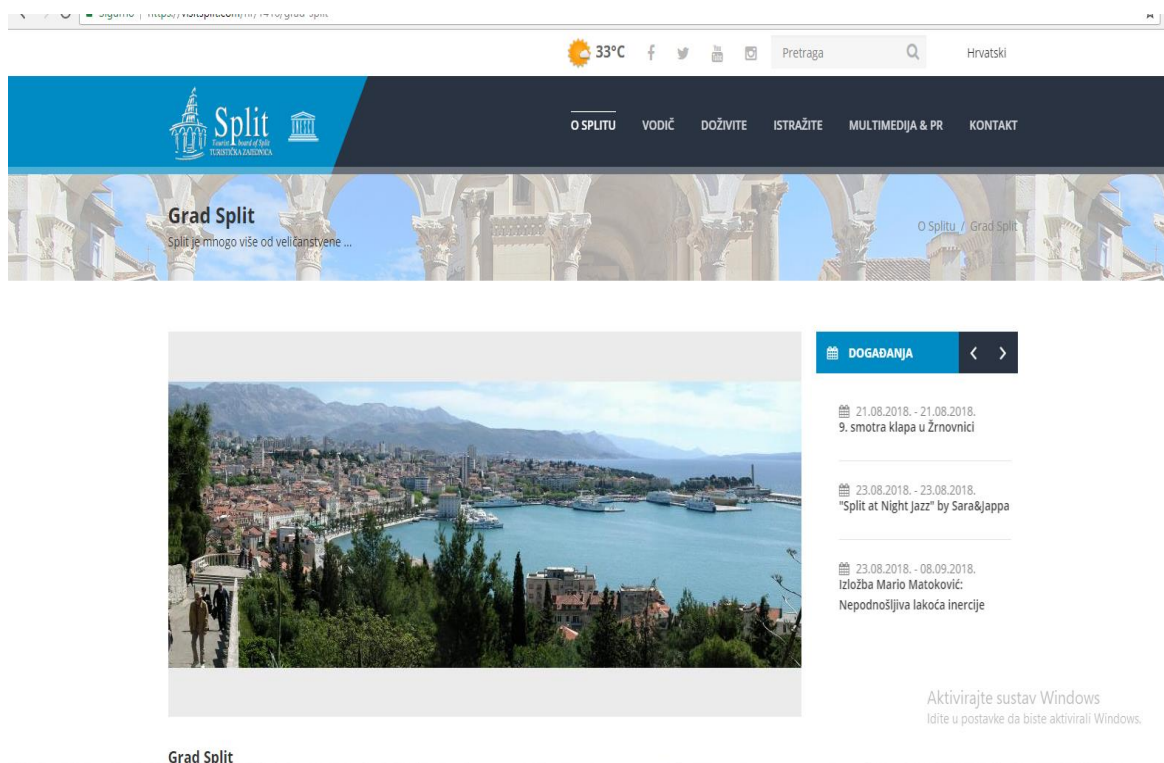 33°C
Pretraga
Hrvatski
Split
Tourist board of Split
TURISTIČKA ZAJEDNICA
O SPLITU VODIČ DOŽIVITE ISTRAŽITE MULTIMEDIJA & PR KONTAKT
Grad Split
Split je mnogo više od veličanstvene ...
O Splitu / Grad Split
DOGAĐANJA
21.08.2018. - 21.08.2018.
9. smotra klapa u Žrnovnici
23.08.2018. - 23.08.2018.
"Split at Night Jazz" by Sara&Jappa
23.08.2018. - 08.09.2018.
Izložba Mario Matoković:
Nepodnošljiva lakoća inercije
Aktivirajte sustav Windows
Idite u postavke da biste aktivirali Windows.
Grad Split